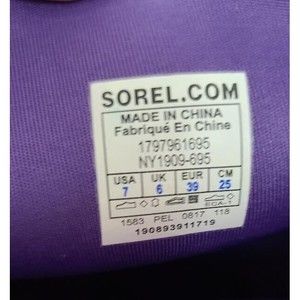 SOREL.COM
MADE IN CHINA
Fabriqué En Chine
1797961695
NY1909-695
USA UK EUR CM
7 6 39 25
1583 PEL 0817 118
190893911719